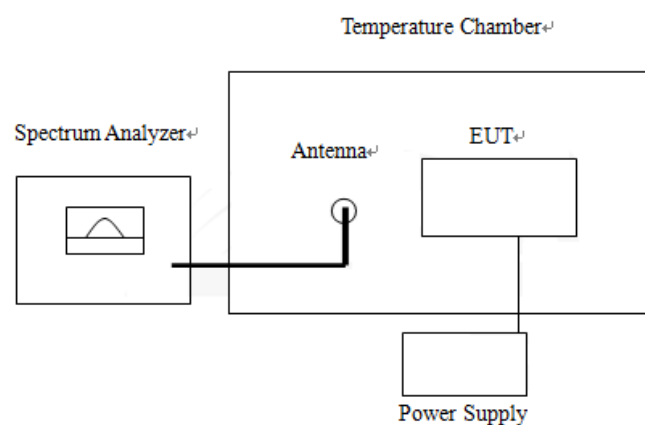 Temperature Chamber↵
Spectrum Analyzer↵
Antenna↵
EUT↵
Power Supply